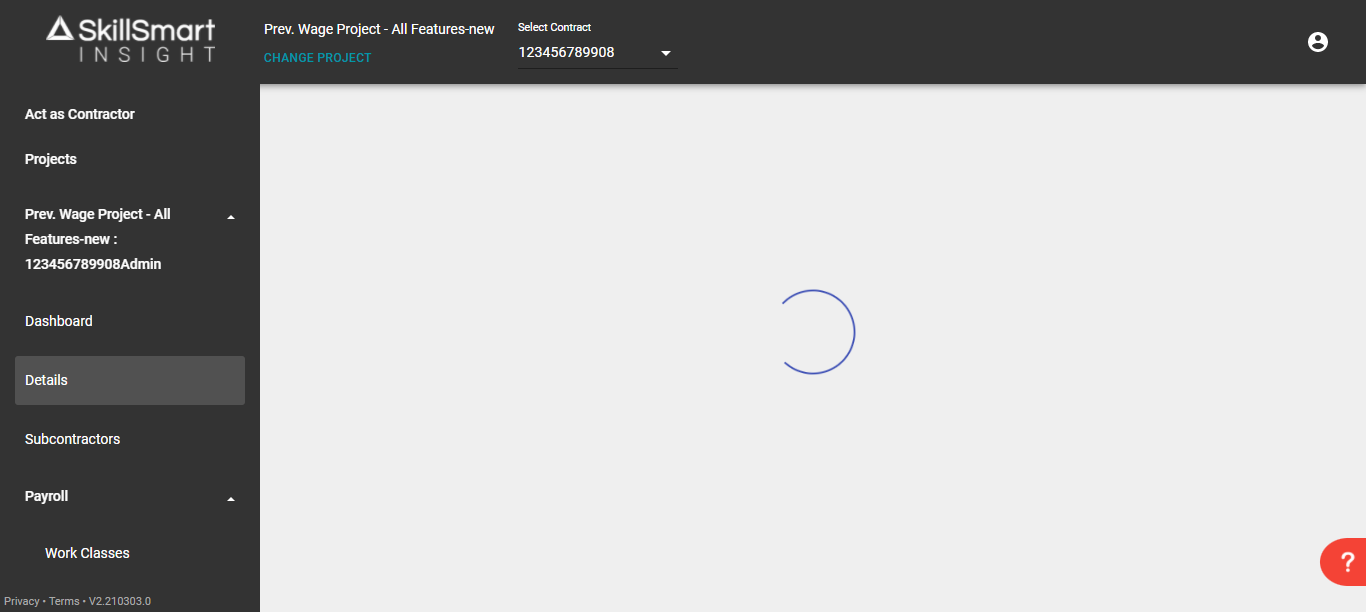 SkillSmart
INSIGHT
Prev. Wage Project - All Features-new
CHANGE PROJECT
Select Contract
123456789908
Act as Contractor
Projects
Prev. Wage Project - All
Features-new :
123456789908Admin
Dashboard
Details
Subcontractors
Payroll
Work Classes
Privacy • Terms • V2.210303.0
?